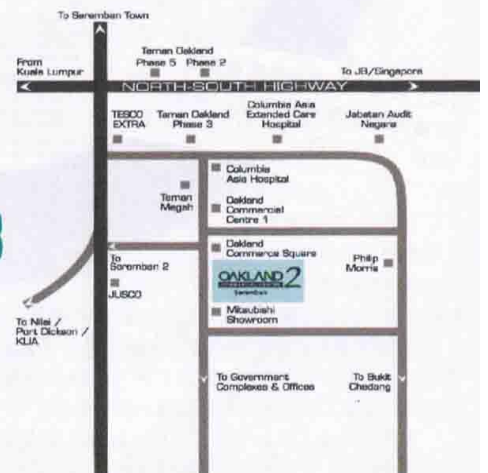 To Seremban Town
Taman Oakland
Phase 5 Phase 2
From
Kuala Lumpur
To JB/Singapore
NORTH-SOUTH HIGHWAY
TESCO
EXTRA
Taman Oakland
Phase 3
Columbia Asia
Extended Care
Hospital
Jabatan Audit
Negara
Columbia
Asia Hospital
Taman
Megah
Oakland
Commercial
Centre 1
To
Seremban 2
Oakland
Commerce Square
Philip
Morris
OAKLAND 2
Seremban
JUSCO
Mitsubishi
Showroom
To Nilai /
Port Dickson /
KLIA
To Government
Complexes & Offices
To Bukit
Chedang